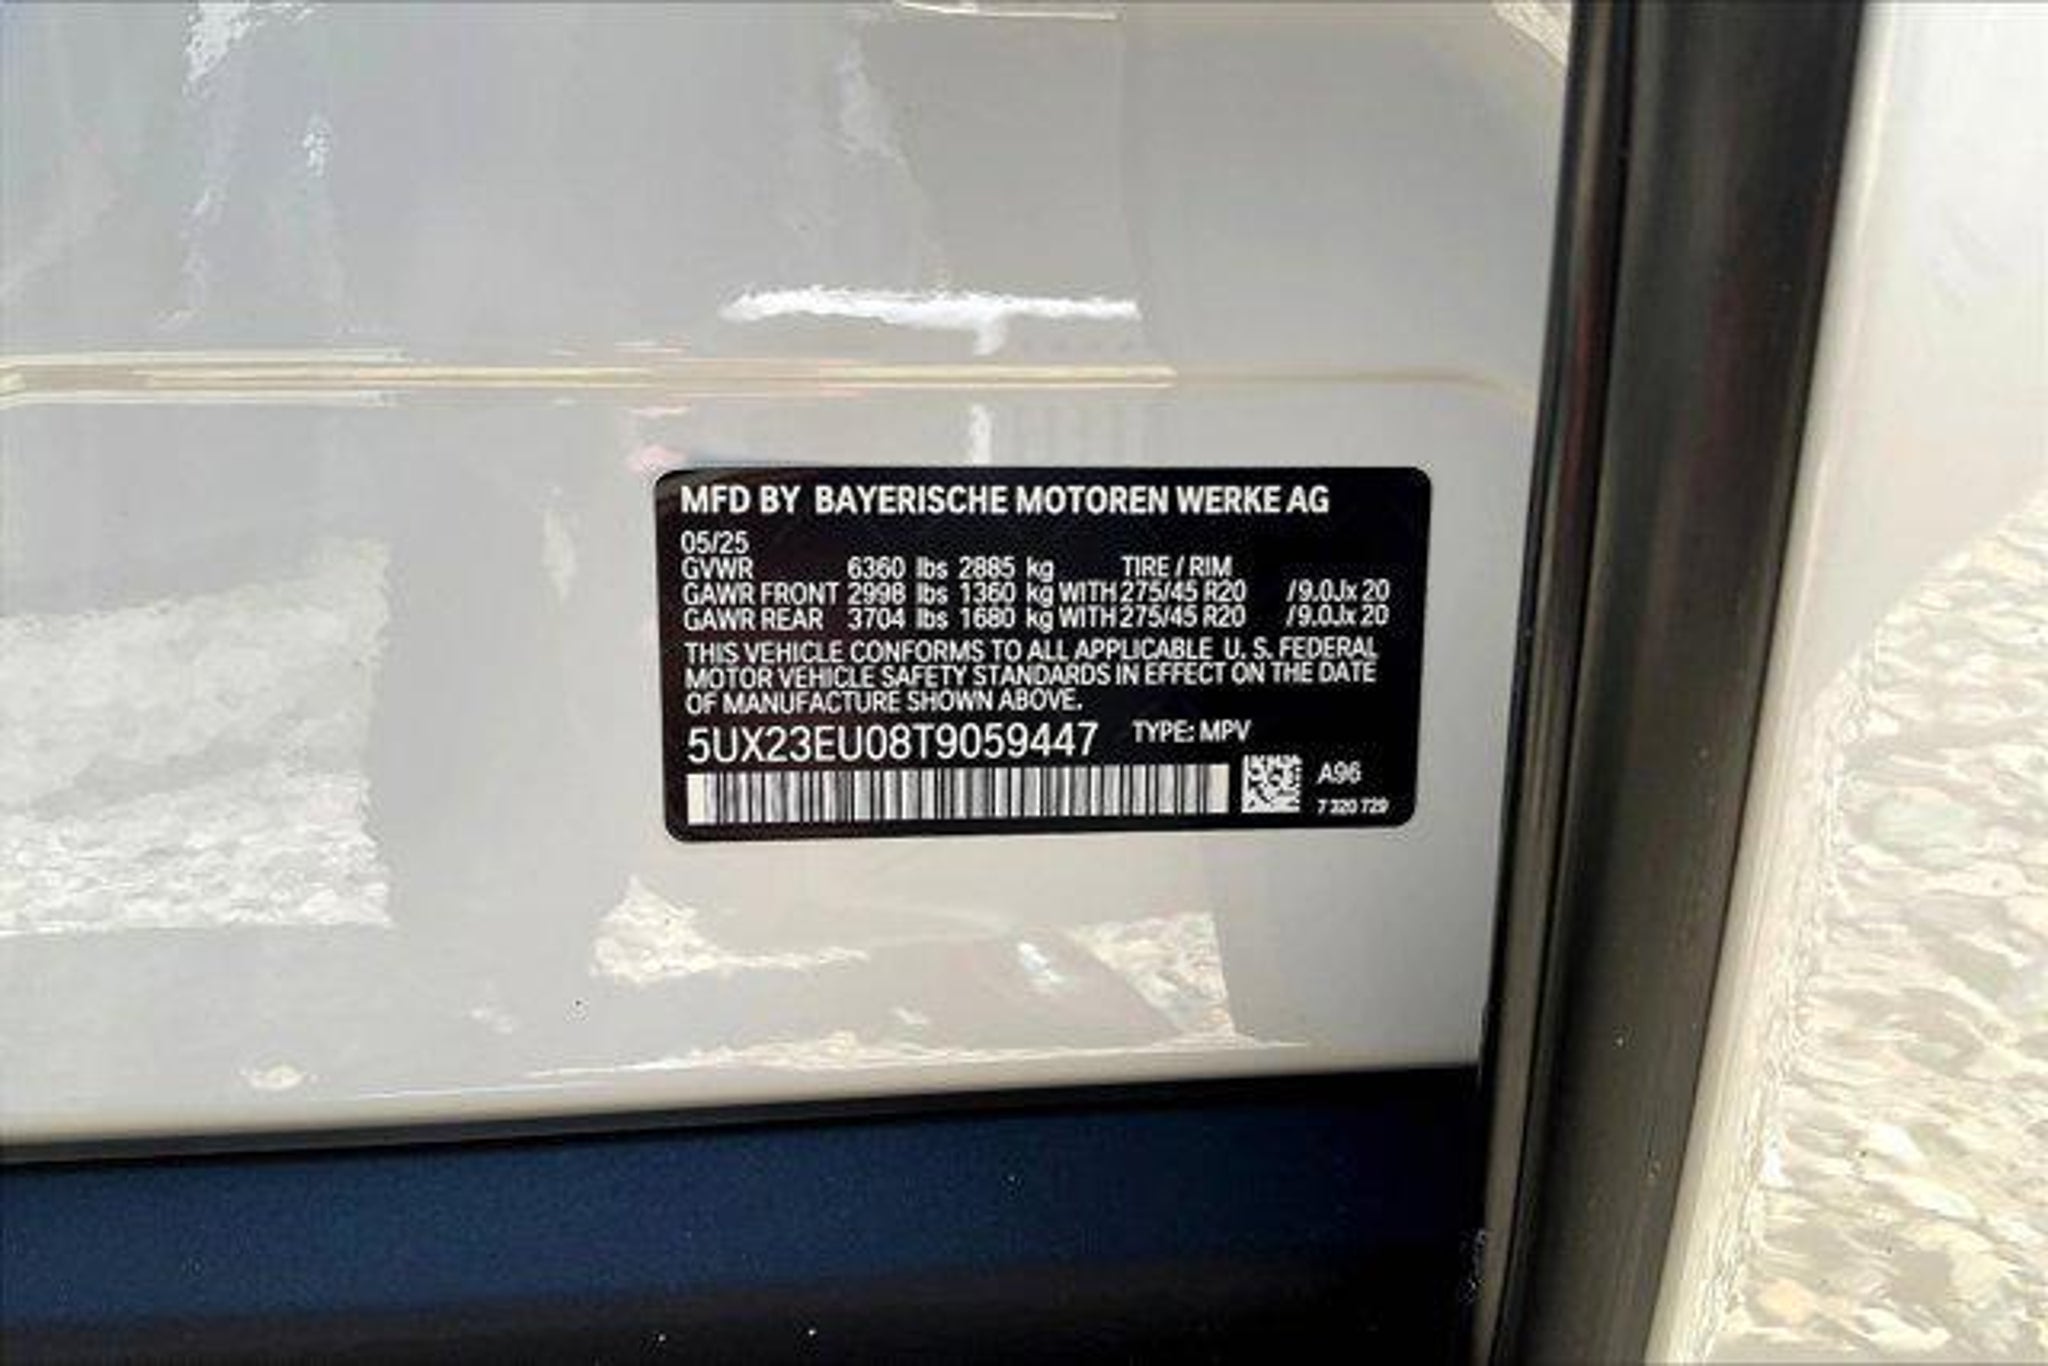 MFD BY BAYERISCHE MOTOREN WERKE AG
05/25
GVWR 6360 lbs 2885 kg TIRE / RIM
GAWR FRONT 2998 lbs 1360 kg WITH 275/45 R20 / 9.0Jx 20
GAWR REAR 3704 lbs 1680 kg WITH 275/45 R20 / 9.0Jx 20
THIS VEHICLE CONFORMS TO ALL APPLICABLE U. S. FEDERAL
MOTOR VEHICLE SAFETY STANDARDS IN EFFECT ON THE DATE
OF MANUFACTURE SHOWN ABOVE.
5UX23EU08T9059447 TYPE: MPV
A96
7 320 729